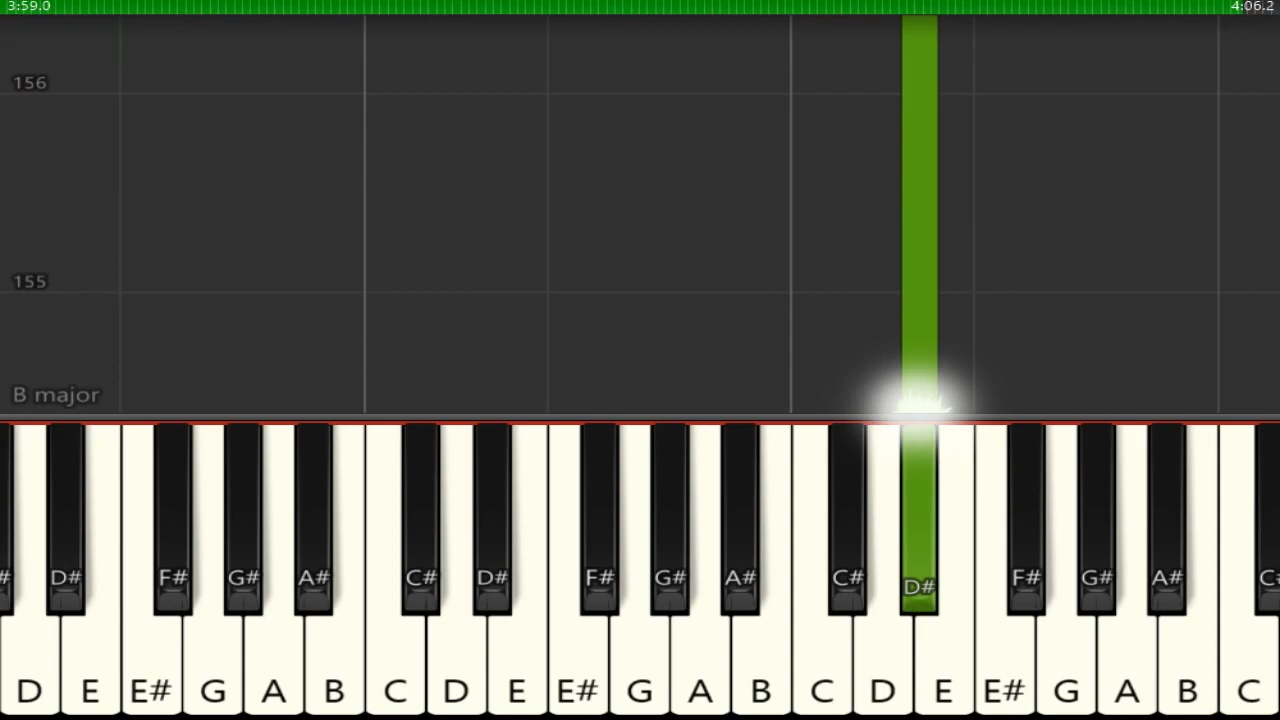 3:59.0 4:06.2
156
155
B major
# D# F# G# A# C# D# F# G# A# C# D# F# G# A# C#
D E E# G A B C D E E# G A B C D E E# G A B C